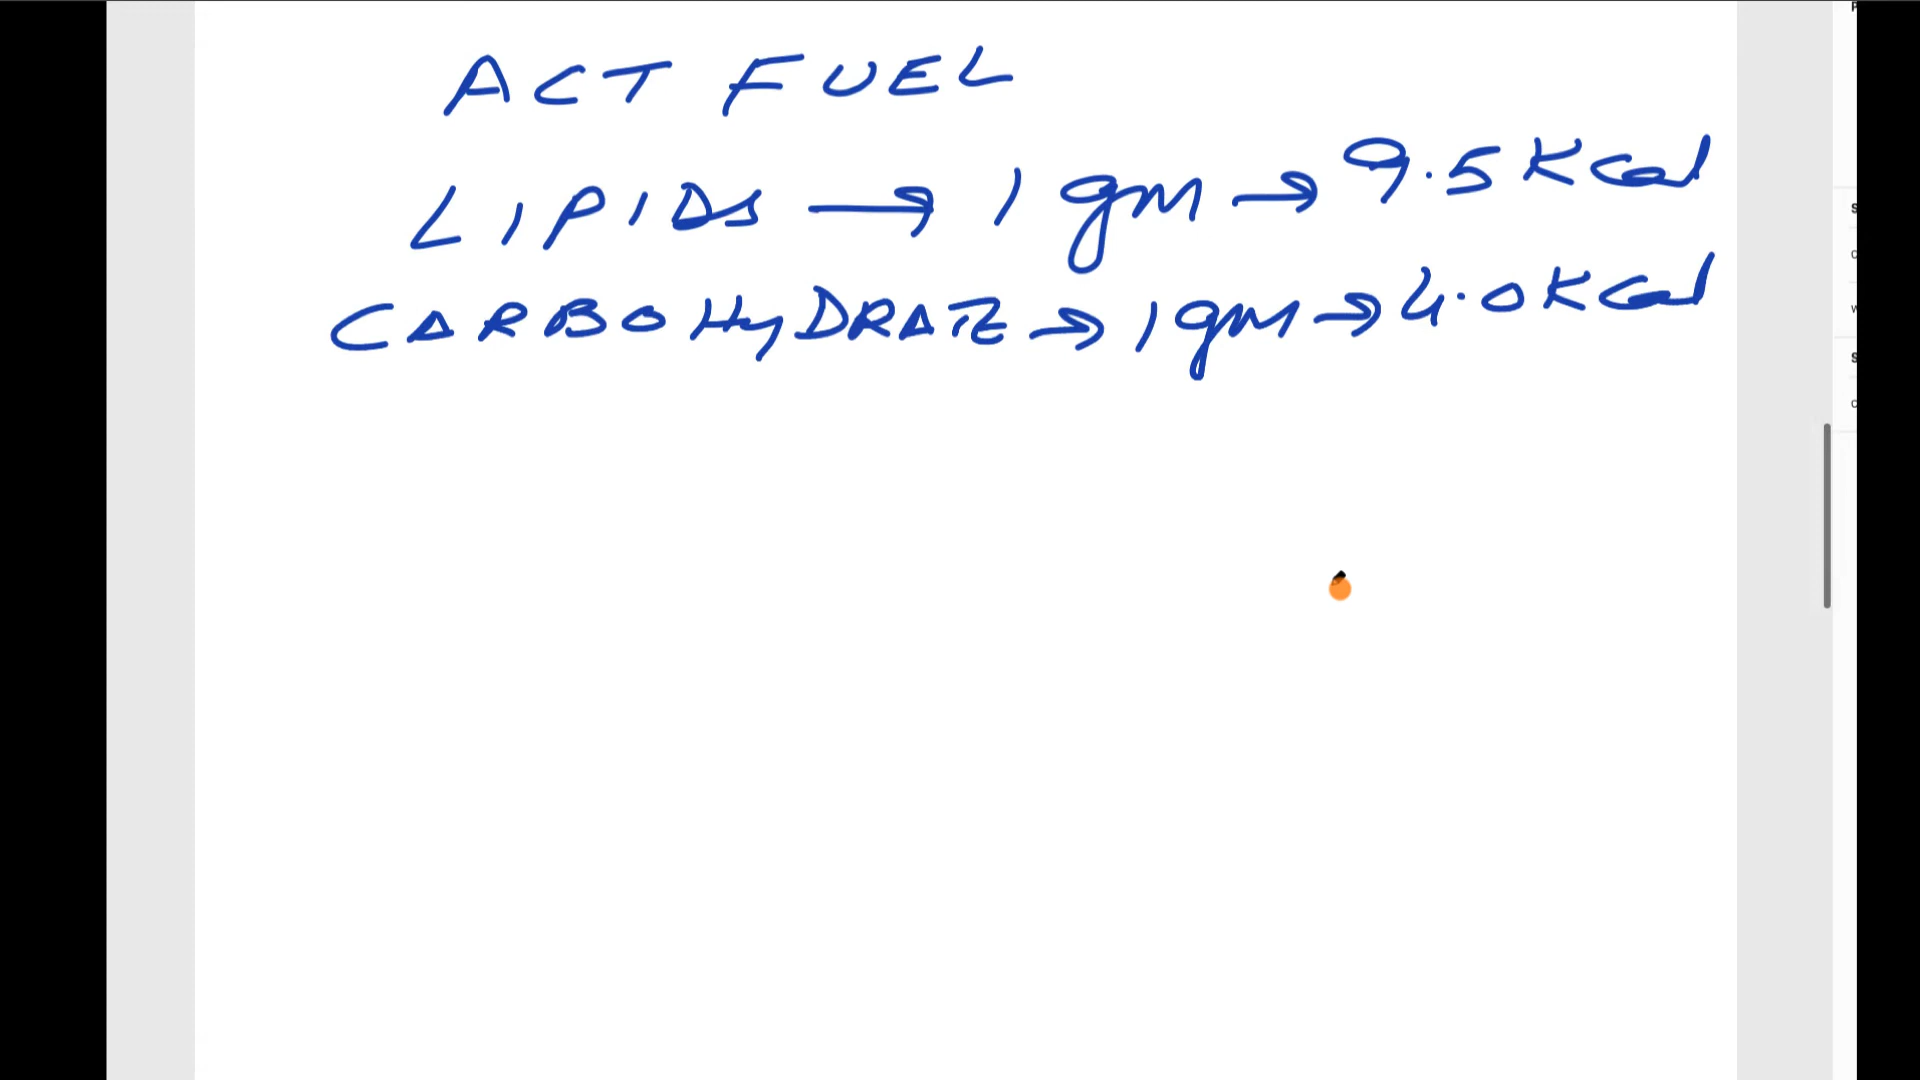 ACT FUEL
LIPIDS → 1 gm → 9.5 Kcal
CARBOHyDRATE → 1 gm → 4.0 Kcal